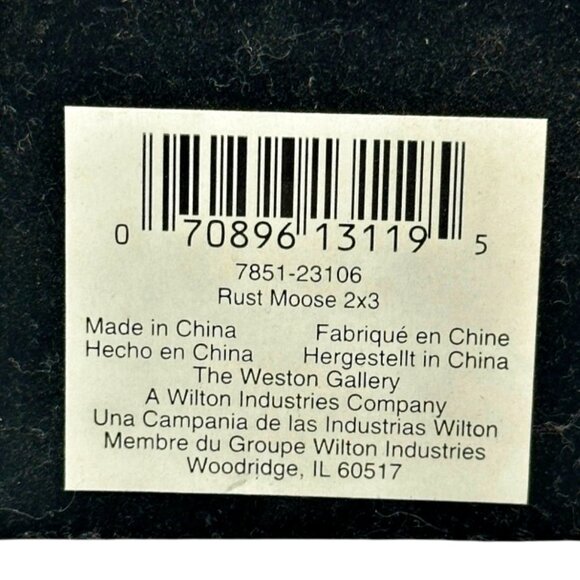 0 70896 13119 5
7851-23106
Rust Moose 2x3
Made in China Fabriqué en Chine
Hecho en China Hergestellt in China
The Weston Gallery
A Wilton Industries Company
Una Campania de las Industrias Wilton
Membre du Groupe Wilton Industries
Woodridge, IL 60517